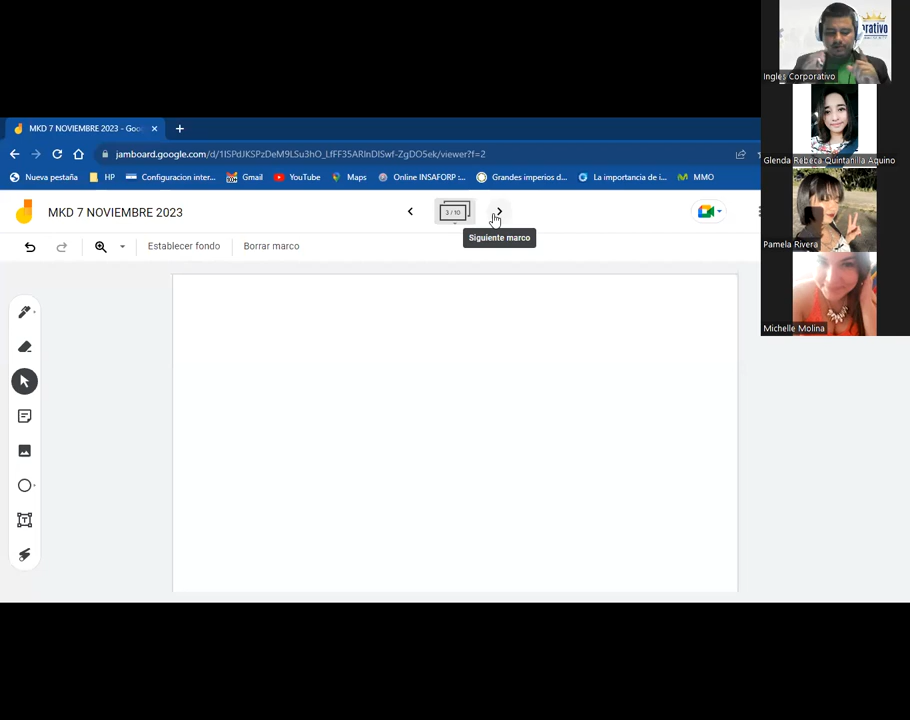 orativo
Ingles Corporativo
MKD 7 NOVIEMBRE 2023 - Goo
jamboard.google.com/d/1ISPdJKSPzDeM9LSu3hO_LfFF35ARInDISwf-ZgDO5ek/viewer?f=2
Glenda Rebeca Quintanilla Aquino
Nueva pestaña
HP
Configuracion inter...
Gmail
YouTube
Maps
Online INSAFORP :...
Grandes imperios d...
La importancia de i...
MMO
MKD 7 NOVIEMBRE 2023
3 / 10
Siguiente marco
Establecer fondo
Borrar marco
Pamela Rivera
Michelle Molina